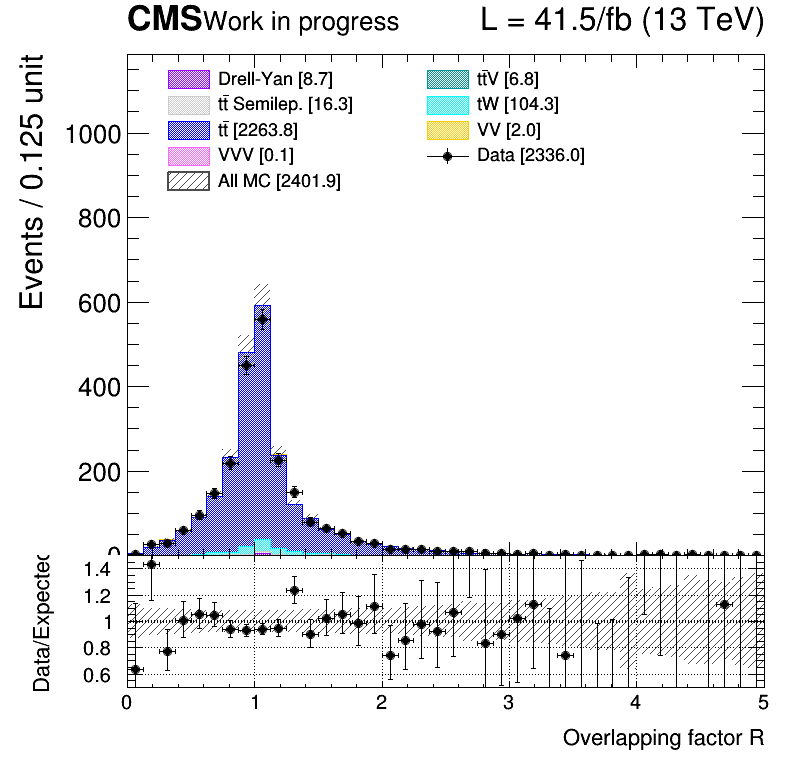 CMS Work in progress L = 41.5/fb (13 TeV)
Events / 0.125 unit
Drell-Yan [8.7]
tt̄ Semilep. [16.3]
tt̄ [2263.8]
VVV [0.1]
All MC [2401.9]
tt̄V [6.8]
tW [104.3]
VV [2.0]
Data [2336.0]
1000
800
600
400
200
0
Data/Expected
1.4
1.2
1
0.8
0.6
0 1 2 3 4 5
Overlapping factor R